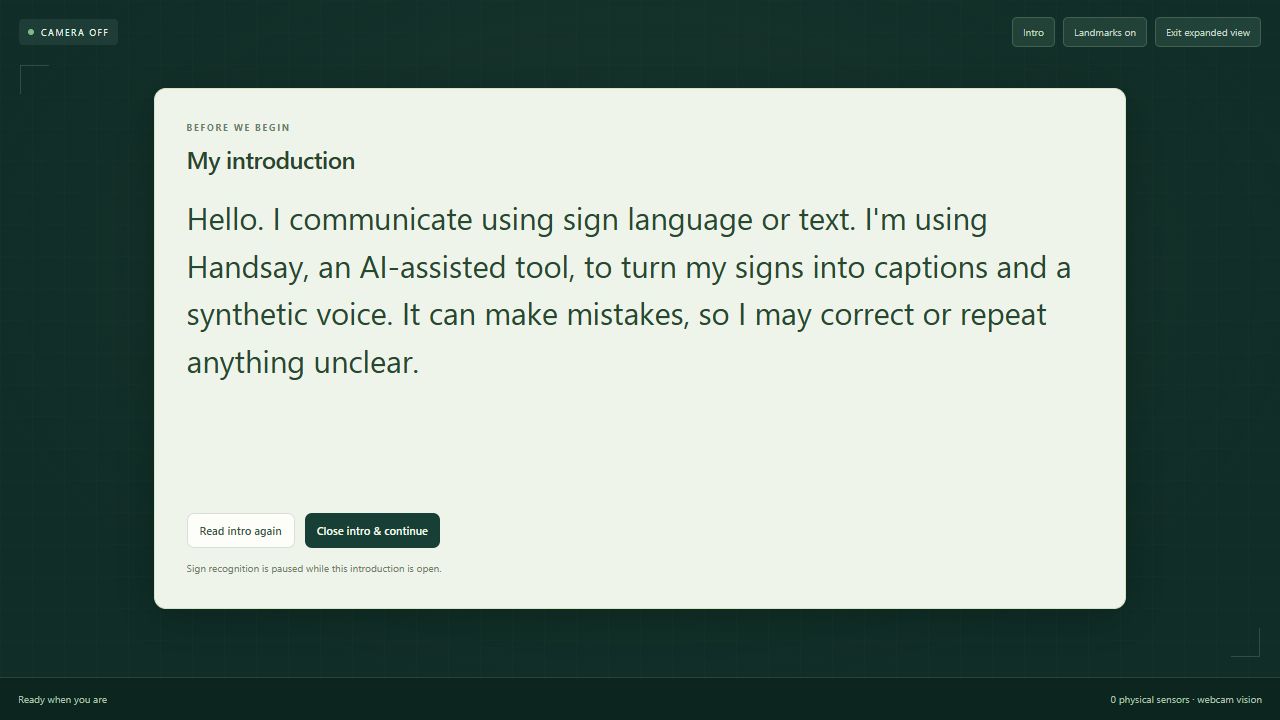 CAMERA OFF
Intro
Landmarks on
Exit expanded view
BEFORE WE BEGIN
My introduction
Hello. I communicate using sign language or text. I'm using
Handsay, an AI-assisted tool, to turn my signs into captions and a
synthetic voice. It can make mistakes, so I may correct or repeat
anything unclear.
Read intro again
Close intro & continue
Sign recognition is paused while this introduction is open.
Ready when you are
0 physical sensors · webcam vision